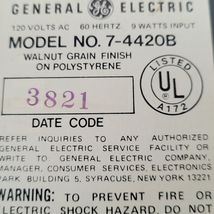 GENERAL GE ELECTRIC
120 VOLTS AC 60 HERTZ 9 WATTS INPUT
MODEL NO. 7-4420B
WALNUT GRAIN FINISH
ON POLYSTYRENE
LISTED
UL
A172
3821
DATE CODE
REFER INQUIRIES TO ANY AUTHORIZED
GENERAL ELECTRIC SERVICE FACILITY OR
WRITE TO GENERAL ELECTRIC COMPANY,
MANAGER, CONSUMER SERVICES, ELECTRONICS
PARK BUILDING 5, SYRACUSE, NEW YORK 13221
WARNING: TO PREVENT FIRE OR
ELECTRIC SHOCK HAZARD, DO NOT